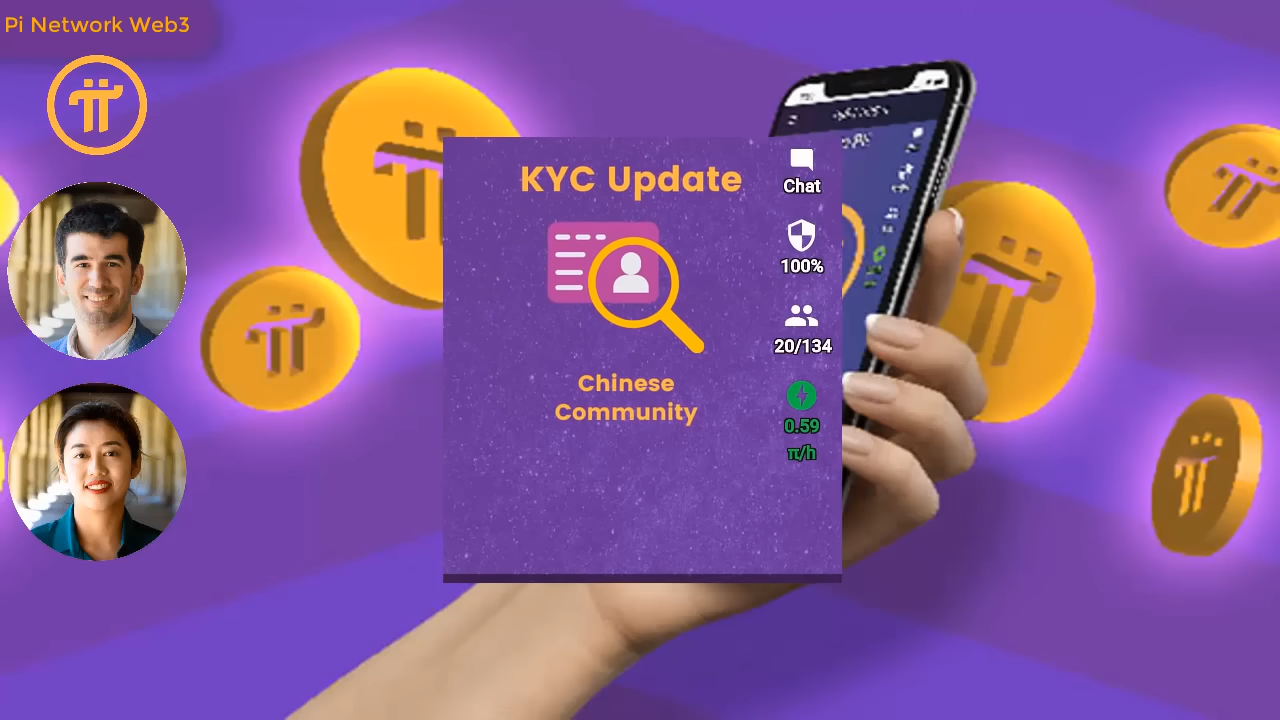 Pi Network Web3
KYC Update
Chinese
Community
Chat
100%
20/134
0.59
π/h